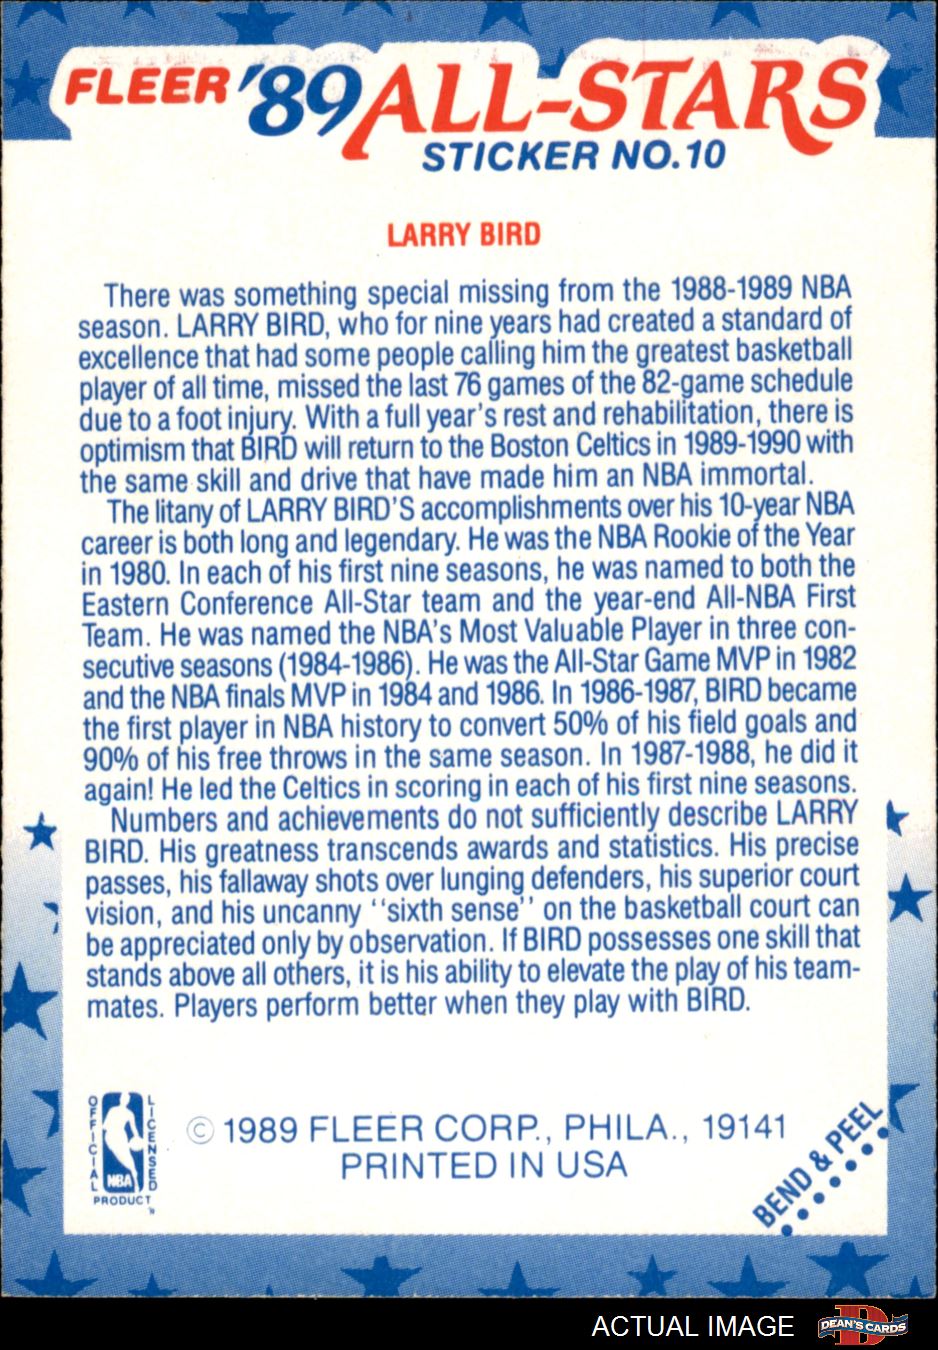 FLEER '89 ALL-STARS
STICKER NO.10
LARRY BIRD
There was something special missing from the 1988-1989 NBA
season. LARRY BIRD, who for nine years had created a standard of
excellence that had some people calling him the greatest basketball
player of all time, missed the last 76 games of the 82-game schedule
due to a foot injury. With a full year's rest and rehabilitation, there is
optimism that BIRD will return to the Boston Celtics in 1989-1990 with
the same skill and drive that have made him an NBA immortal.
The litany of LARRY BIRD'S accomplishments over his 10-year NBA
career is both long and legendary. He was the NBA Rookie of the Year
in 1980. In each of his first nine seasons, he was named to both the
Eastern Conference All-Star team and the year-end All-NBA First
Team. He was named the NBA's Most Valuable Player in three con-
secutive seasons (1984-1986). He was the All-Star Game MVP in 1982
and the NBA finals MVP in 1984 and 1986. In 1986-1987, BIRD became
the first player in NBA history to convert 50% of his field goals and
90% of his free throws in the same season. In 1987-1988, he did it
again! He led the Celtics in scoring in each of his first nine seasons.
Numbers and achievements do not sufficiently describe LARRY
BIRD. His greatness transcends awards and statistics. His precise
passes, his fallaway shots over lunging defenders, his superior court
vision, and his uncanny ''sixth sense'' on the basketball court can
be appreciated only by observation. If BIRD possesses one skill that
stands above all others, it is his ability to elevate the play of his team-
mates. Players perform better when they play with BIRD.
OFFICIAL
NBA
LICENSED
PRODUCT
© 1989 FLEER CORP., PHILA., 19141
PRINTED IN USA
BEND & PEEL
ACTUAL IMAGE
D
DEAN'S CARDS